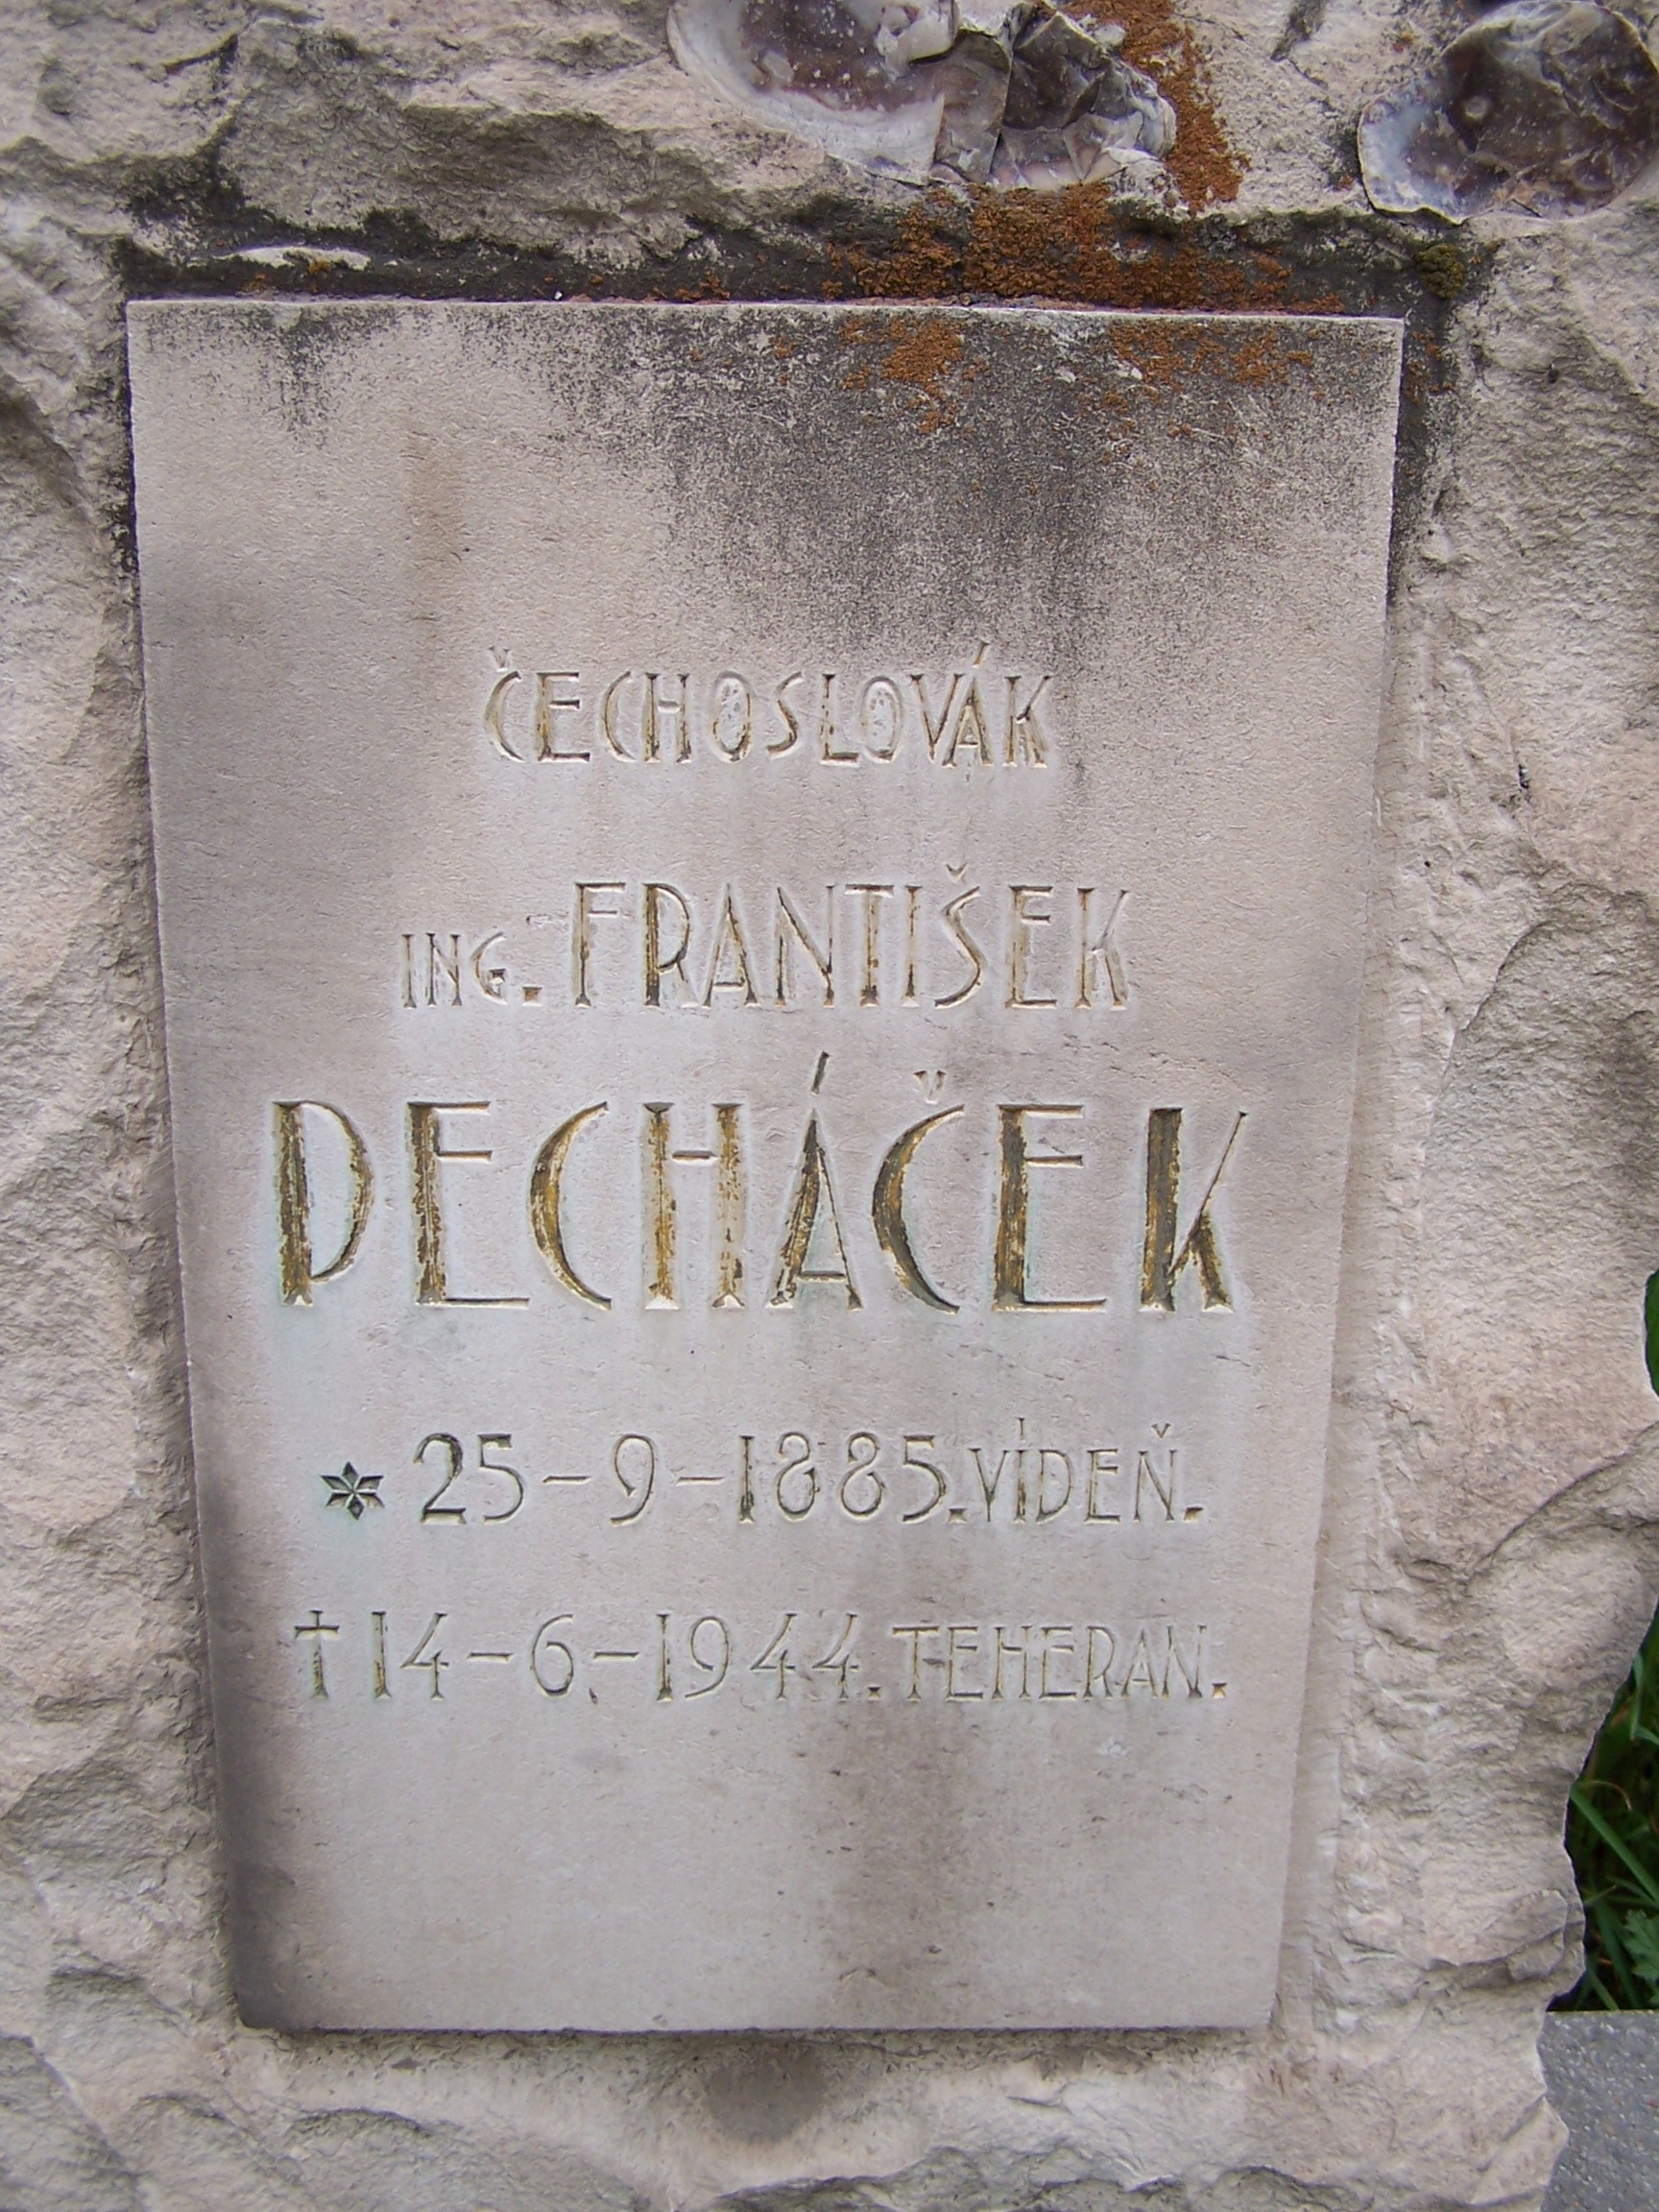 ČECHOSLOVÁK
ING. FRANTIŠEK
PECHÁČEK
* 25-9-1885. VÍDEŇ.
† 14-6-1944. TEHERAN.